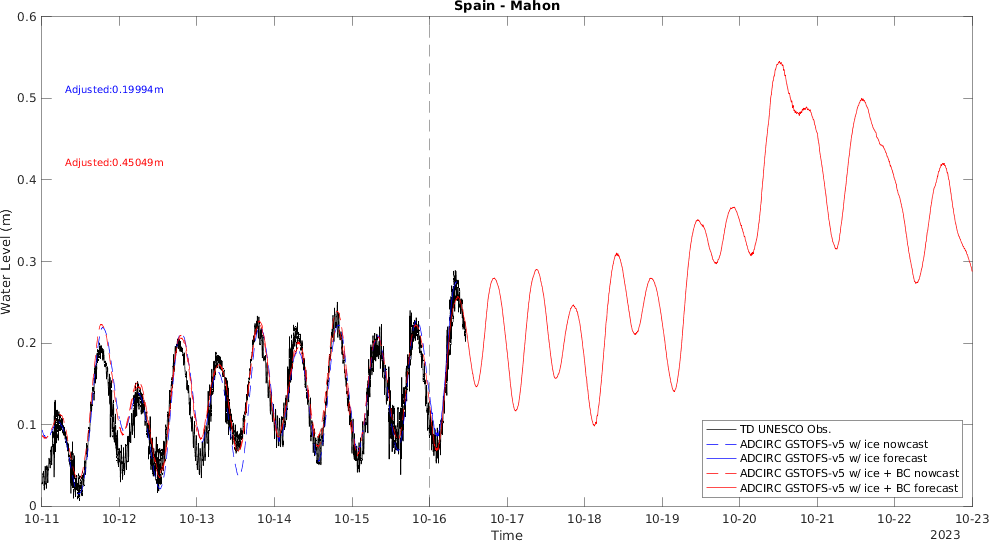 Spain - Mahon
0.6
0.5
0.4
0.3
0.2
0.1
0
Water Level (m)
Adjusted:0.19994m
Adjusted:0.45049m
TD UNESCO Obs.
ADCIRC GSTOFS-v5 w/ ice nowcast
ADCIRC GSTOFS-v5 w/ ice forecast
ADCIRC GSTOFS-v5 w/ ice + BC nowcast
ADCIRC GSTOFS-v5 w/ ice + BC forecast
10-11 10-12 10-13 10-14 10-15 10-16 10-17 10-18 10-19 10-20 10-21 10-22 10-23
Time
2023